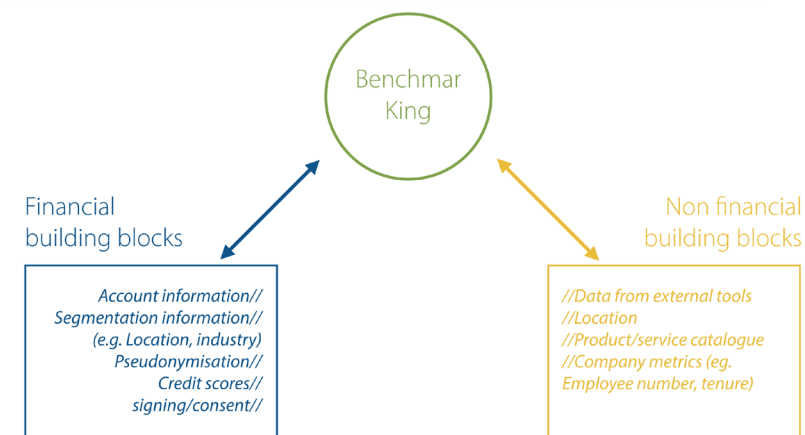 Benchmar
King
Financial
building blocks
Account information//
Segmentation information//
(e.g. Location, industry)
Pseudonymisation//
Credit scores//
signing/consent//
Non financial
building blocks
//Data from external tools
//Location
//Product/service catalogue
//Company metrics (eg.
Employee number, tenure)